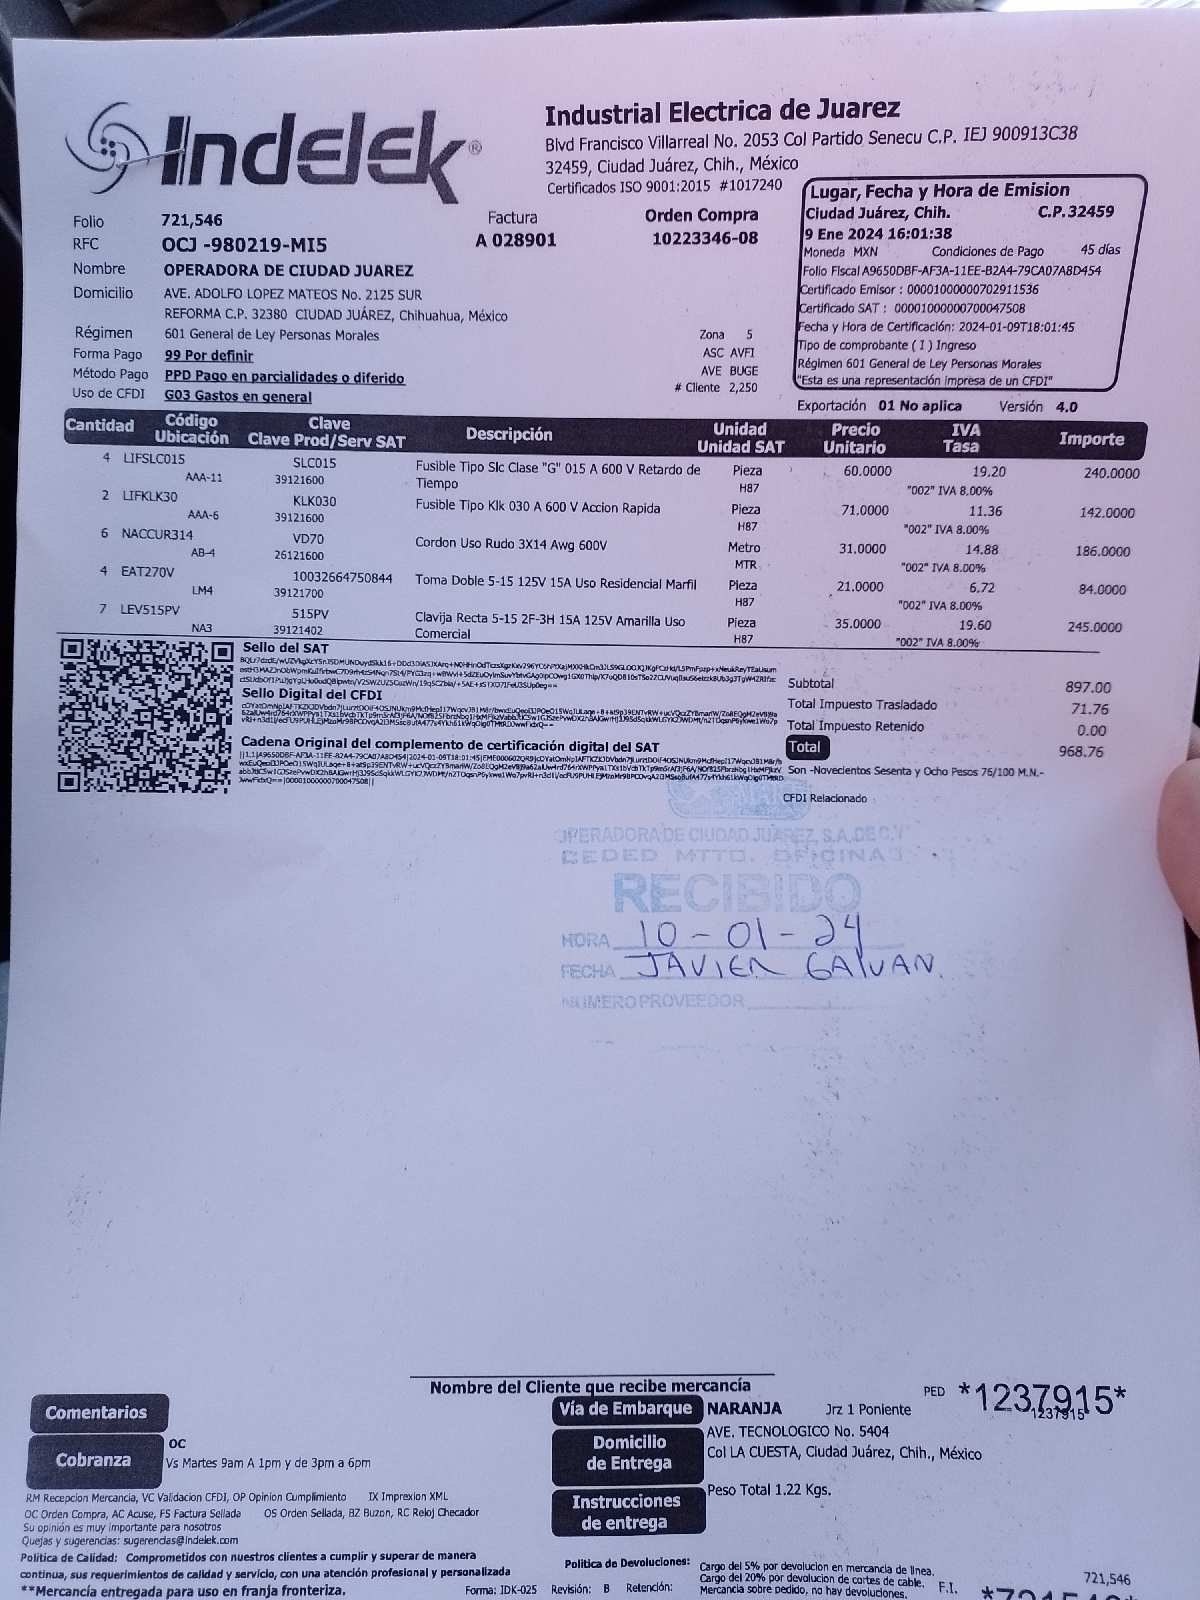 Indelek®
Industrial Electrica de Juarez
Blvd Francisco Villarreal No. 2053 Col Partido Senecu C.P. IEJ 900913C38
32459, Ciudad Juárez, Chih., México
Certificados ISO 9001:2015 #1017240
Lugar, Fecha y Hora de Emision
Ciudad Juárez, Chih. C.P.32459
9 Ene 2024 16:01:38
Moneda MXN Condiciones de Pago 45 días
Folio Fiscal A9650DBF-AF3A-11EE-B2A4-79CA07A8D454
Certificado Emisor : 00001000000702911536
Certificado SAT : 00001000000700047508
Fecha y Hora de Certificación: 2024-01-09T18:01:45
Tipo de comprobante ( I ) Ingreso
Régimen 601 General de Ley Personas Morales
"Esta es una representación impresa de un CFDI"
Folio 721,546 Factura Orden Compra
RFC OCJ -980219-MI5 A 028901 10223346-08
Nombre OPERADORA DE CIUDAD JUAREZ
Domicilio AVE. ADOLFO LOPEZ MATEOS No. 2125 SUR
REFORMA C.P. 32380 CIUDAD JUÁREZ, Chihuahua, México
Régimen 601 General de Ley Personas Morales Zona 5
Forma Pago 99 Por definir ASC AVFI
Método Pago PPD Pago en parcialidades o diferido AVE BUGE
Uso de CFDI G03 Gastos en general # Cliente 2,250
Exportación 01 No aplica Versión 4.0
Cantidad Código Ubicación Clave Clave Prod/Serv SAT Descripción Unidad Unidad SAT Precio Unitario IVA Tasa Importe
4 LIFSLC015 SLC015 Fusible Tipo Slc Clase "G" 015 A 600 V Retardo de Pieza 60.0000 19.20 240.0000
AAA-11 39121600 Tiempo H87 "002" IVA 8.00%
2 LIFKLK30 KLK030 Fusible Tipo Klk 030 A 600 V Accion Rapida Pieza 71.0000 11.36 142.0000
AAA-6 39121600 H87 "002" IVA 8.00%
6 NACCUR314 VD70 Cordon Uso Rudo 3X14 Awg 600V Metro 31.0000 14.88 186.0000
AB-4 26121600 MTR "002" IVA 8.00%
4 EAT270V 10032664750844 Toma Doble 5-15 125V 15A Uso Residencial Marfil Pieza 21.0000 6.72 84.0000
LM4 39121700 H87 "002" IVA 8.00%
7 LEV515PV 515PV Clavija Recta 5-15 2F-3H 15A 125V Amarilla Uso Pieza 35.0000 19.60 245.0000
NA3 39121402 Comercial H87 "002" IVA 8.00%
Sello del SAT
Sello Digital del CFDI
Cadena Original del complemento de certificación digital del SAT
Subtotal 897.00
Total Impuesto Trasladado 71.76
Total Impuesto Retenido 0.00
Total 968.76
Son -Novecientos Sesenta y Ocho Pesos 76/100 M.N.-
CFDI Relacionado
OPERADORA DE CIUDAD JUAREZ, S.A. DE C.V
CEDED MTTO. OFICINAS
RECIBIDO
HORA 10-01-24
FECHA JAVIER GALVAN.
NUMERO PROVEEDOR
Nombre del Cliente que recibe mercancía
PED *1237915*
1237915
Comentarios
Cobranza
OC
Vs Martes 9am A 1pm y de 3pm a 6pm
Vía de Embarque NARANJA Jrz 1 Poniente
Domicilio de Entrega AVE. TECNOLOGICO No. 5404
Col LA CUESTA, Ciudad Juárez, Chih., México
Instrucciones de entrega
Peso Total 1.22 Kgs.
RM Recepcion Mercancia, VC Validacion CFDI, OP Opinion Cumplimiento IX Impresion XML
OC Orden Compra, AC Acuse, FS Factura Sellada OS Orden Sellada, BZ Buzon, RC Reloj Checador
Su opinión es muy importante para nosotros
Quejas y sugerencias: sugerencias@indelek.com
Politica de Calidad: Comprometidos con nuestros clientes a cumplir y superar de manera
continua, sus requerimientos de calidad y servicio, con una atención profesional y personalizada
**Mercancía entregada para uso en franja fronteriza.
Forma: IDK-025 Revisión: B Retención:
Politica de Devoluciones: Cargo del 5% por devolucion en mercancia de linea.
Cargo del 20% por devolucion de cortes de cable.
Mercancia sobre pedido, no hay devoluciones.
F.I. 721,546